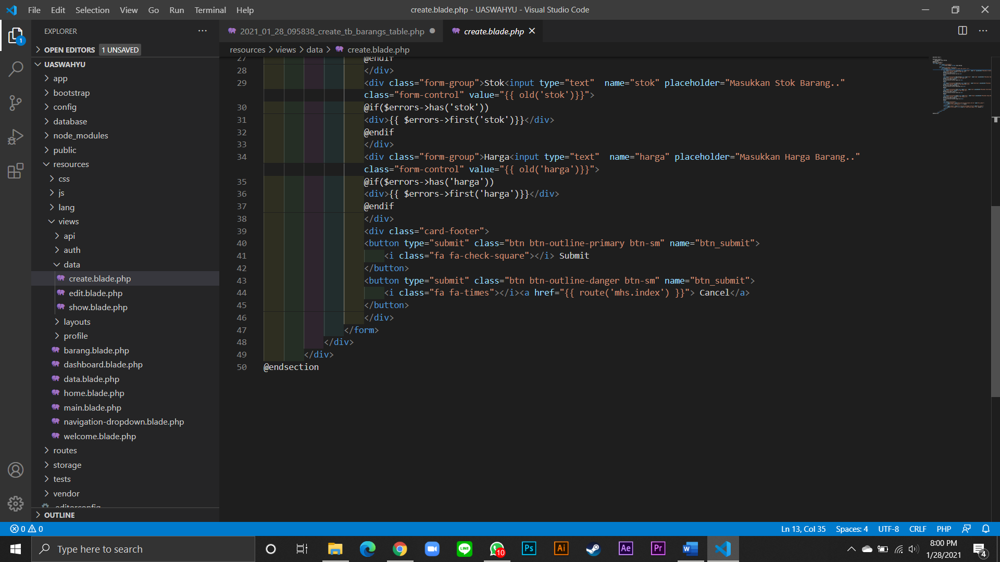 File Edit Selection View Go Run Terminal Help
create.blade.php - UASWAHYU - Visual Studio Code
EXPLORER
OPEN EDITORS 1 UNSAVED
UASWAHYU
app
bootstrap
config
database
node_modules
public
resources
css
js
lang
views
api
auth
data
create.blade.php
edit.blade.php
show.blade.php
layouts
profile
barang.blade.php
dashboard.blade.php
data.blade.php
home.blade.php
main.blade.php
navigation-dropdown.blade.php
welcome.blade.php
routes
storage
tests
vendor
.editorconfig
OUTLINE
1
2021_01_28_095838_create_tb_barangs_table.php
create.blade.php
resources > views > data > create.blade.php
27 @endif
28 </div>
29 <div class="form-group">Stok<input type="text"  name="stok" placeholder="Masukkan Stok Barang.."
class="form-control" value="{{ old('stok')}}">
30 @if($errors->has('stok'))
31 <div>{{ $errors->first('stok')}}</div>
32 @endif
33 </div>
34 <div class="form-group">Harga<input type="text"  name="harga" placeholder="Masukkan Harga Barang.."
class="form-control" value="{{ old('harga')}}">
35 @if($errors->has('harga'))
36 <div>{{ $errors->first('harga')}}</div>
37 @endif
38 </div>
39 <div class="card-footer">
40 <button type="submit" class="btn btn-outline-primary btn-sm" name="btn_submit">
41 <i class="fa fa-check-square"></i> Submit
42 </button>
43 <button type="submit" class="btn btn-outline-danger btn-sm" name="btn_submit">
44 <i class="fa fa-times"></i><a href="{{ route('mhs.index') }}"> Cancel</a>
45 </button>
46 </div>
47 </form>
48 </div>
49 </div>
50 @endsection
0 0
Ln 13, Col 35 Spaces: 4 UTF-8 CRLF PHP
Type here to search
LINE
10
Ps
Ai
Ae
Pr
W
8:00 PM
1/28/2021
4